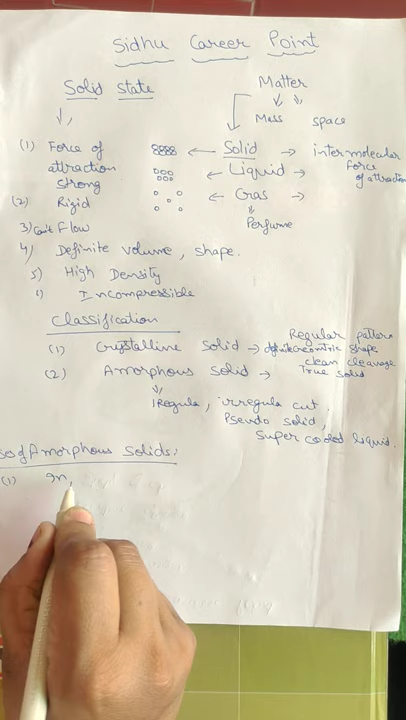 Sidhu Career Point
Solid state
Matter
Mass space
(1) Force of attraction strong
Solid → intermolecular force of attraction
Liquid →
(2) Rigid
Gas →
Perfume
3) Can't Flow
4) Definite volume, shape.
5) High Density
Incompressible
Classification
(1) Crystalline solid → Regular pattern
definite Geometric shape
clean cleavage
True solid
(2) Amorphous solid →
IRegula, irregula cut.
Pseudo solid,
Super cooled liquid.
of Amorphous Solids:
(1) In